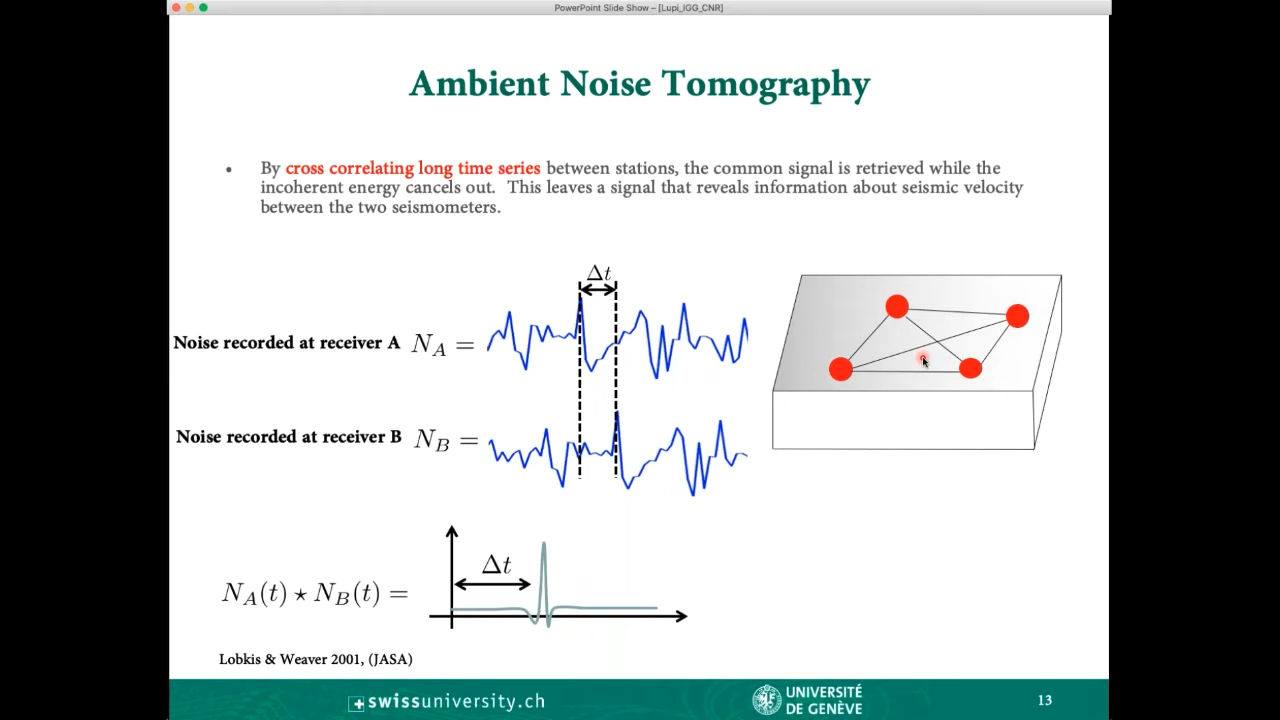 PowerPoint Slide Show – [Lupi_IGG_CNR]
Ambient Noise Tomography
• By cross correlating long time series between stations, the common signal is retrieved while the
incoherent energy cancels out. This leaves a signal that reveals information about seismic velocity
between the two seismometers.
Δt
Noise recorded at receiver A N_A =
Noise recorded at receiver B N_B =
Δt
N_A(t) ⋆ N_B(t) =
Lobkis & Weaver 2001, (JASA)
swissuniversity.ch
UNIVERSITÉ
DE GENÈVE
13